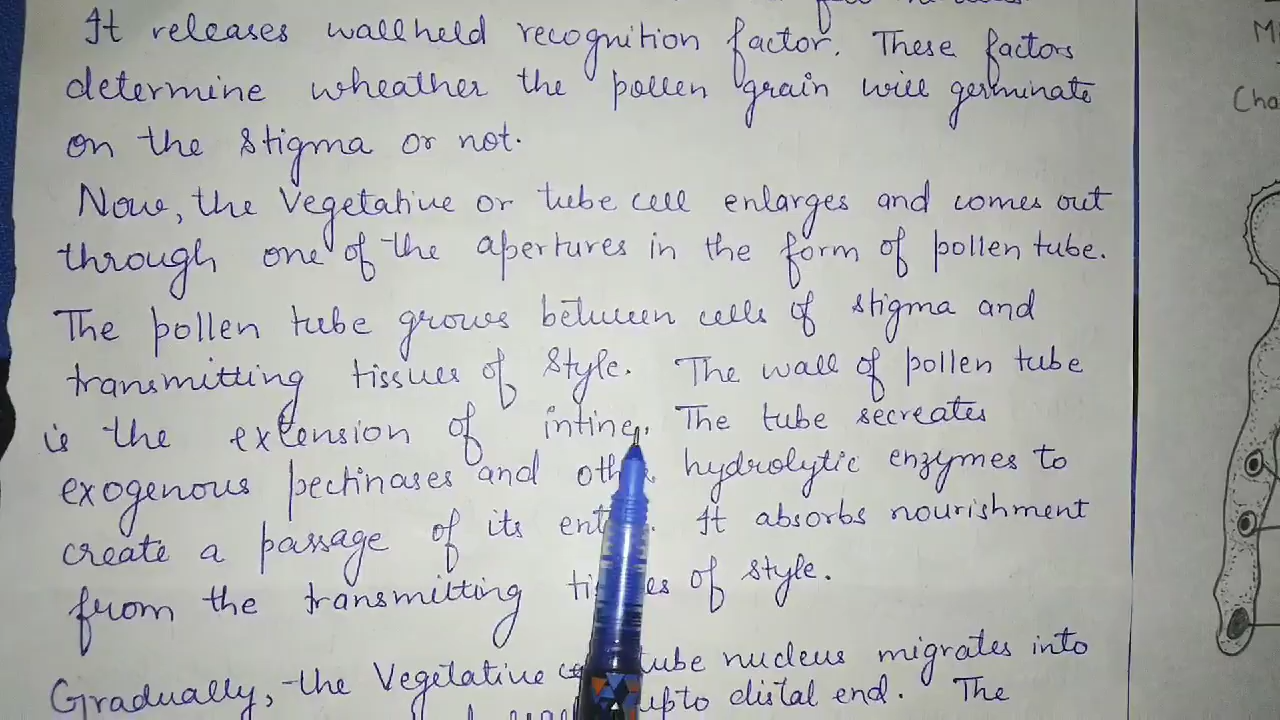 It releases wallheld recognition factor. These factors
determine wheather the pollen grain will germinate
on the stigma or not.
Now, the Vegetative or tube cell enlarges and comes out
through one of the apertures in the form of pollen tube.
The pollen tube grows between cells of stigma and
transmitting tissues of style. The wall of pollen tube
is the extension of intine. The tube secreates
exogenous pectinases and hydrolytic enzymes to
create a passage of its It absorbs nourishment
from the transmitting of style.
Gradually, the Vegetative tube nucleus migrates into
upto distal end. The
Cha